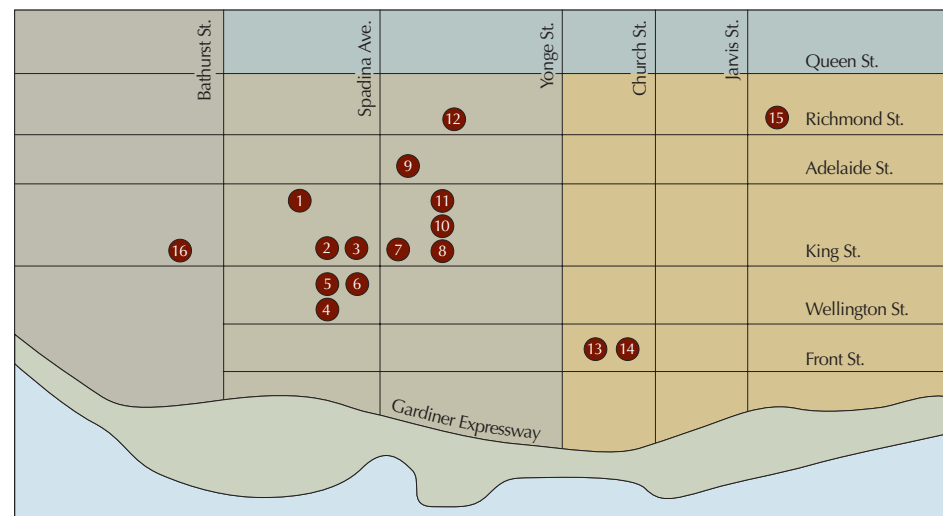 Bathurst St.
Spadina Ave.
Yonge St.
Church St.
Jarvis St.
Queen St.
12
15
Richmond St.
9
Adelaide St.
1
11
10
16
2
3
7
8
King St.
5
6
4
Wellington St.
13
14
Front St.
Gardiner Expressway